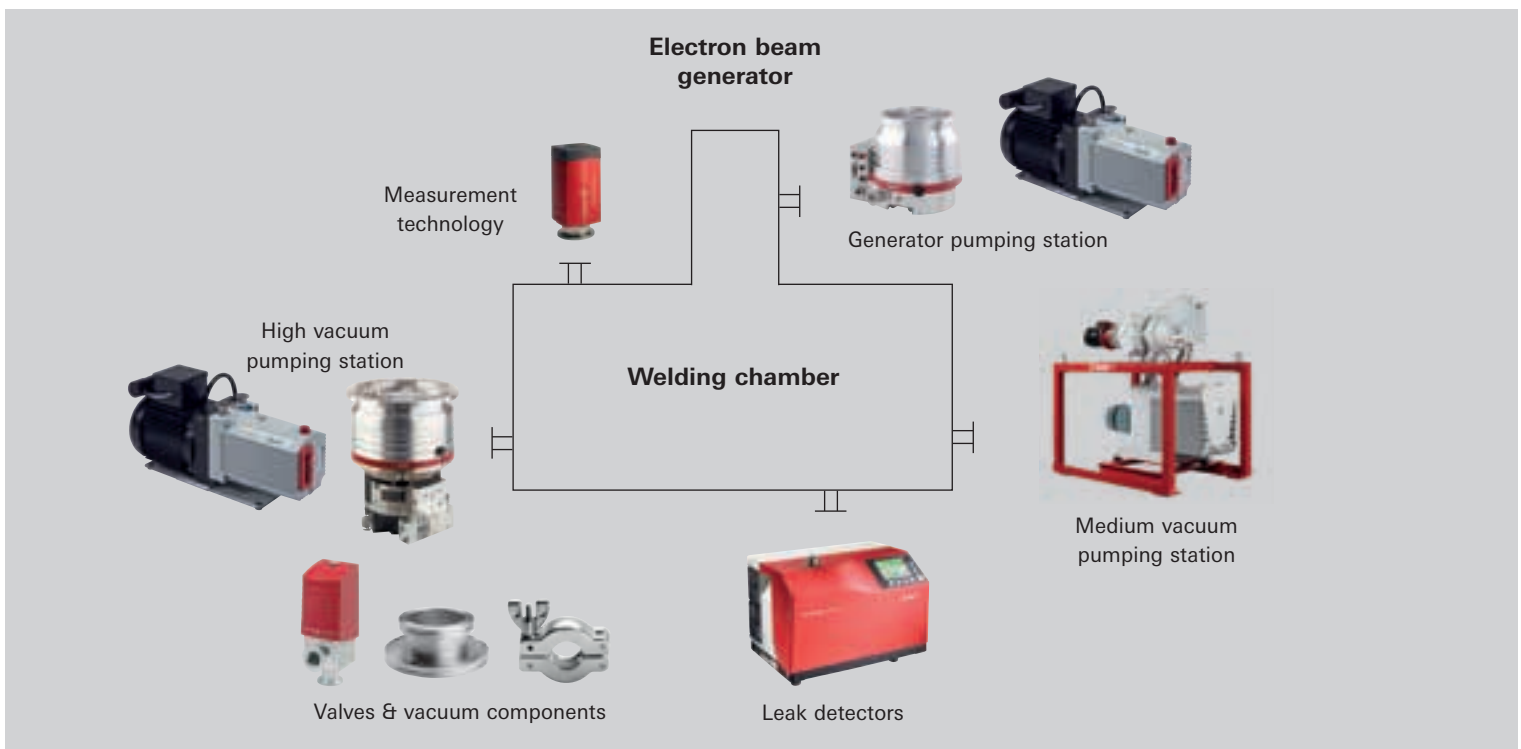 Electron beam
generator
Measurement
technology
Generator pumping station
High vacuum
pumping station
Welding chamber
Medium vacuum
pumping station
Valves & vacuum components
Leak detectors